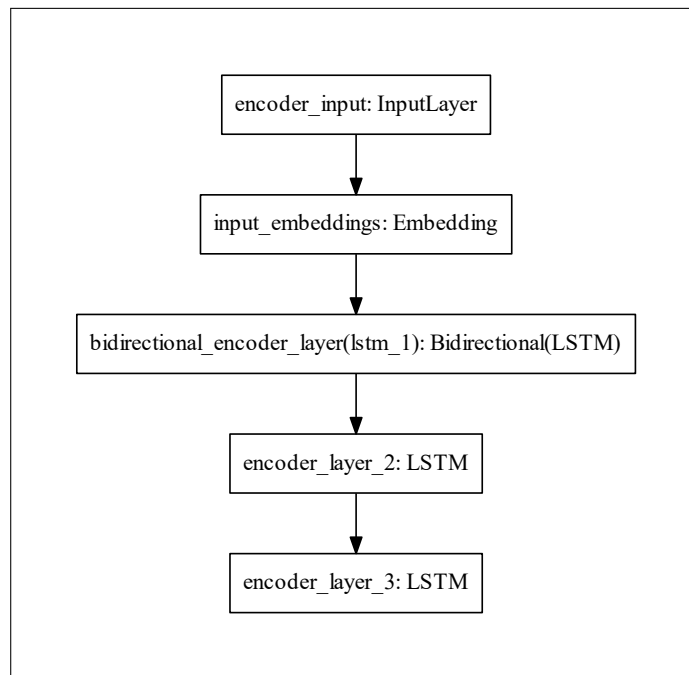 encoder_input: InputLayer
input_embeddings: Embedding
bidirectional_encoder_layer(lstm_1): Bidirectional(LSTM)
encoder_layer_2: LSTM
encoder_layer_3: LSTM